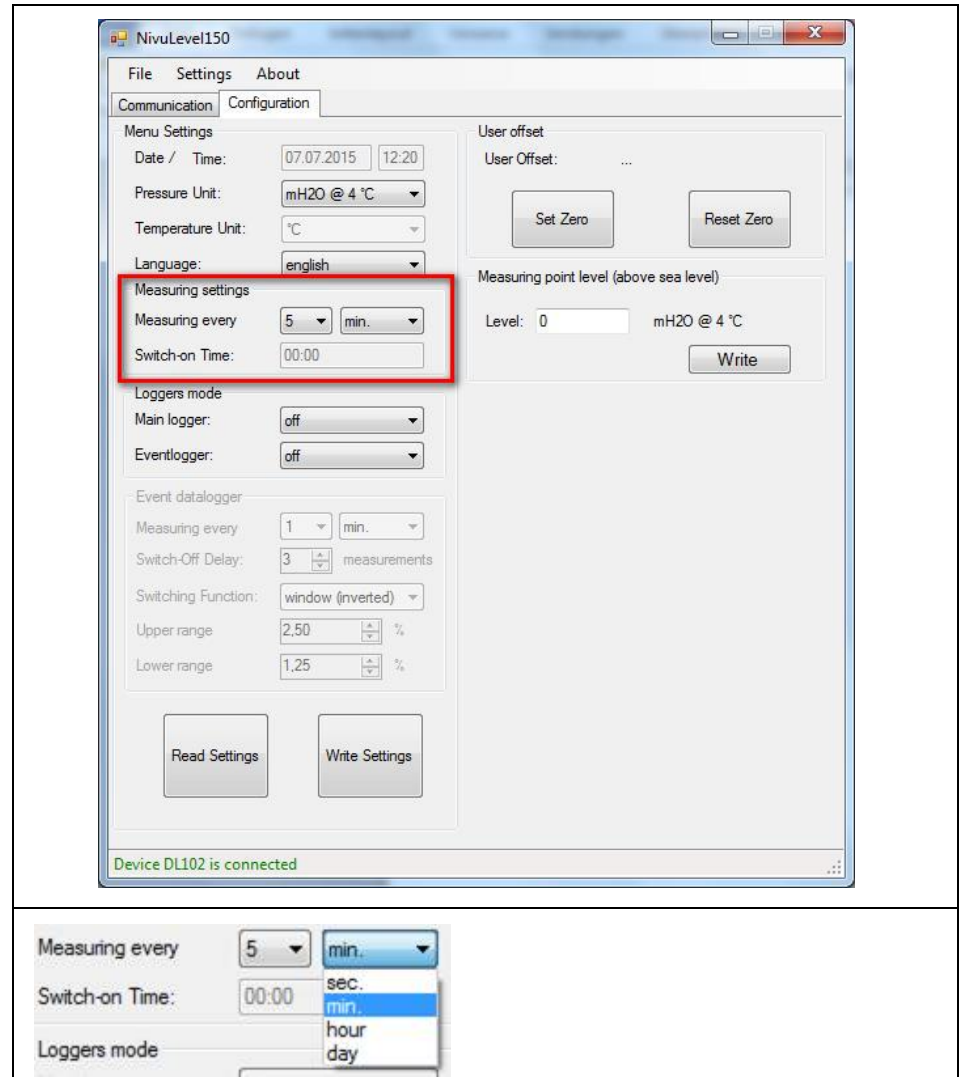 NivuLevel150
File Settings About
Communication Configuration
Menu Settings
Date / Time: 07.07.2015 12:20
Pressure Unit: mH2O @ 4 °C
Temperature Unit: °C
Language: english
Measuring settings
Measuring every 5 min.
Switch-on Time: 00:00
Loggers mode
Main logger: off
Eventlogger: off
Event datalogger
Measuring every 1 min.
Switch-Off Delay: 3 measurements
Switching Function: window (inverted)
Upper range 2,50 %
Lower range 1,25 %
Read Settings Write Settings
User offset
User Offset: ...
Set Zero Reset Zero
Measuring point level (above sea level)
Level: 0 mH2O @ 4 °C
Write
Device DL102 is connected
Measuring every 5 min.
Switch-on Time: 00:00
sec.
min.
hour
day
Loggers mode